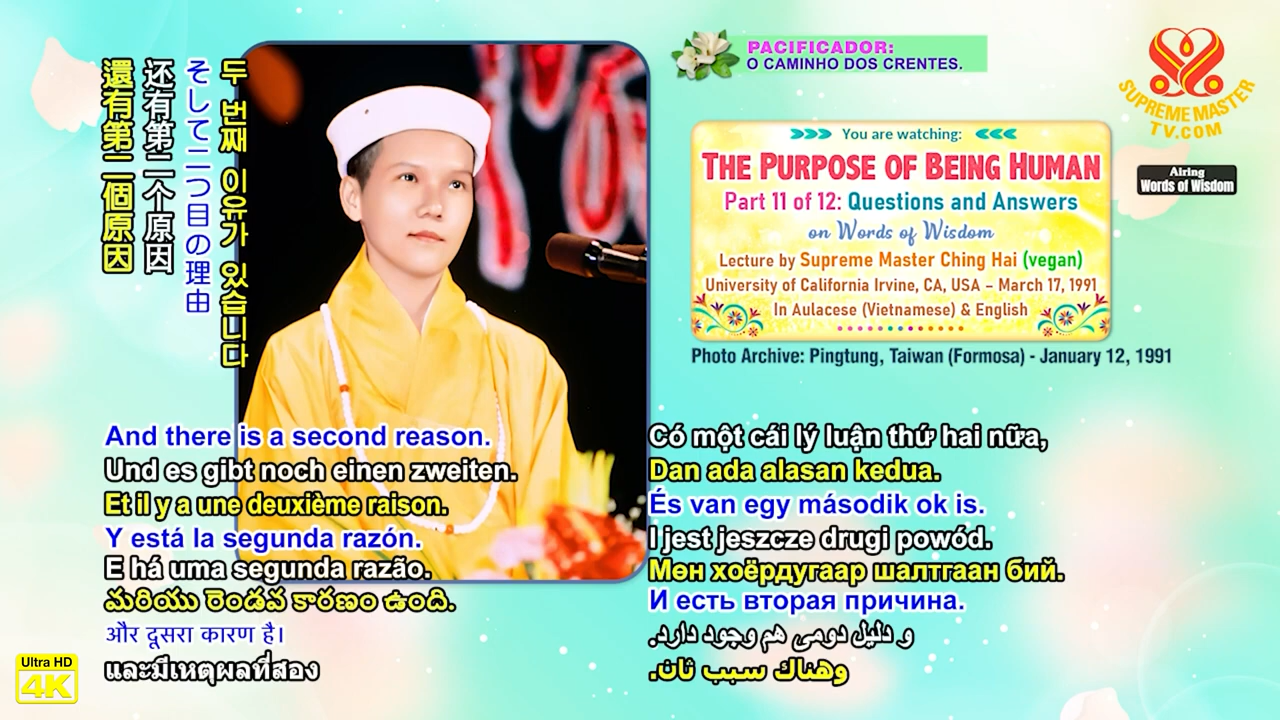 還有第二個原因
还有第二个原因
そして二つ目の理由
두 번째 이유가 있습니다
PACIFICADOR:
O CAMINHO DOS CRENTES.
SUPREME MASTER
TV.COM
You are watching:
THE PURPOSE OF BEING HUMAN
Part 11 of 12: Questions and Answers
on Words of Wisdom
Lecture by Supreme Master Ching Hai (vegan)
University of California Irvine, CA, USA – March 17, 1991
In Aulacese (Vietnamese) & English
Airing
Words of Wisdom
Photo Archive: Pingtung, Taiwan (Formosa) - January 12, 1991
And there is a second reason.
Und es gibt noch einen zweiten.
Et il y a une deuxième raison.
Y está la segunda razón.
E há uma segunda razão.
మరియు రెండవ కారణం ఉంది.
और दूसरा कारण है।
และมีเหตุผลที่สอง
Có một cái lý luận thứ hai nữa,
Dan ada alasan kedua.
És van egy második ok is.
I jest jeszcze drugi powód.
Мөн хоёрдугаар шалтгаан бий.
И есть вторая причина.
و دلیل دومی هم وجود دارد.
وهناك سبب ثان.
Ultra HD
4K